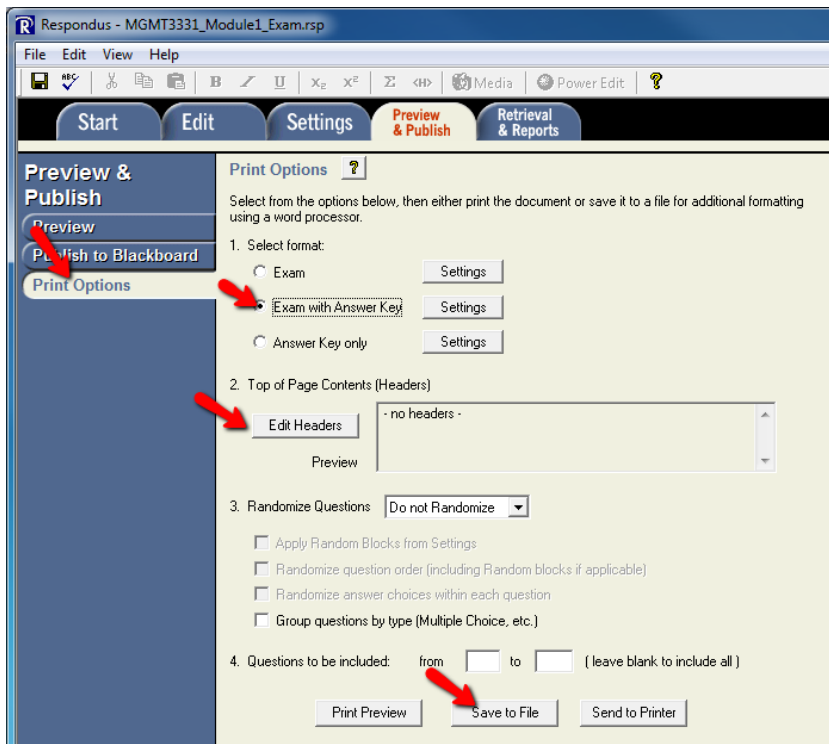 Respondus - MGMT3331_Module1_Exam.rsp
File Edit View Help
ABC B I U X₂ X² Σ <H> Media Power Edit ?
Start Edit Settings Preview & Publish Retrieval & Reports
Preview & Publish
Preview
Publish to Blackboard
Print Options
Print Options ?
Select from the options below, then either print the document or save it to a file for additional formatting
using a word processor.
1. Select format:
Exam Settings
Exam with Answer Key Settings
Answer Key only Settings
2. Top of Page Contents (Headers)
Edit Headers
- no headers -
Preview
3. Randomize Questions Do not Randomize
Apply Random Blocks from Settings
Randomize question order (including Random blocks if applicable)
Randomize answer choices within each question
Group questions by type (Multiple Choice, etc.)
4. Questions to be included: from to ( leave blank to include all )
Print Preview Save to File Send to Printer